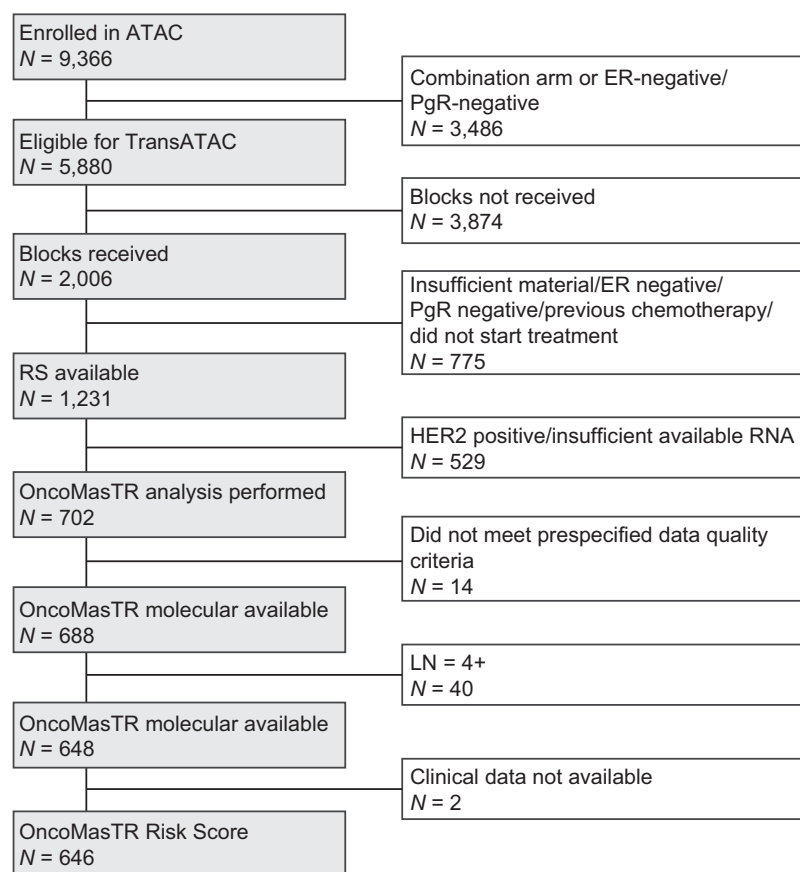 Enrolled in ATAC
N = 9,366
Combination arm or ER-negative/
PgR-negative
N = 3,486
Eligible for TransATAC
N = 5,880
Blocks not received
N = 3,874
Blocks received
N = 2,006
Insufficient material/ER negative/
PgR negative/previous chemotherapy/
did not start treatment
N = 775
RS available
N = 1,231
HER2 positive/insufficient available RNA
N = 529
OncoMasTR analysis performed
N = 702
Did not meet prespecified data quality
criteria
N = 14
OncoMasTR molecular available
N = 688
LN = 4+
N = 40
OncoMasTR molecular available
N = 648
Clinical data not available
N = 2
OncoMasTR Risk Score
N = 646